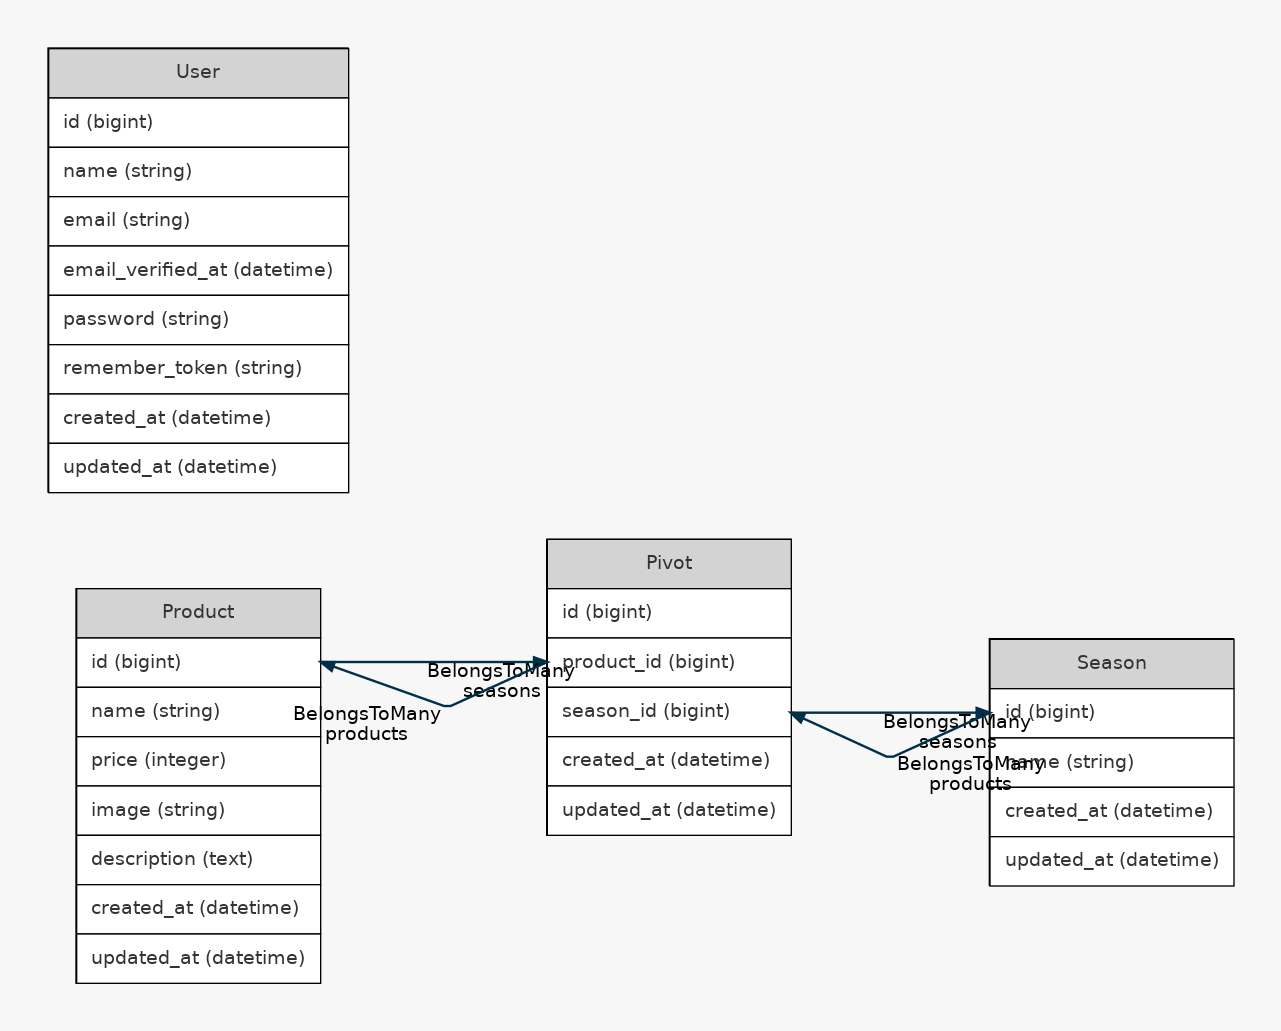 User
id (bigint)
name (string)
email (string)
email_verified_at (datetime)
password (string)
remember_token (string)
created_at (datetime)
updated_at (datetime)
Product
id (bigint)
name (string)
price (integer)
image (string)
description (text)
created_at (datetime)
updated_at (datetime)
BelongsToMany
seasons
BelongsToMany
products
Pivot
id (bigint)
product_id (bigint)
season_id (bigint)
created_at (datetime)
updated_at (datetime)
BelongsToMany
seasons
BelongsToMany
products
Season
id (bigint)
name (string)
created_at (datetime)
updated_at (datetime)